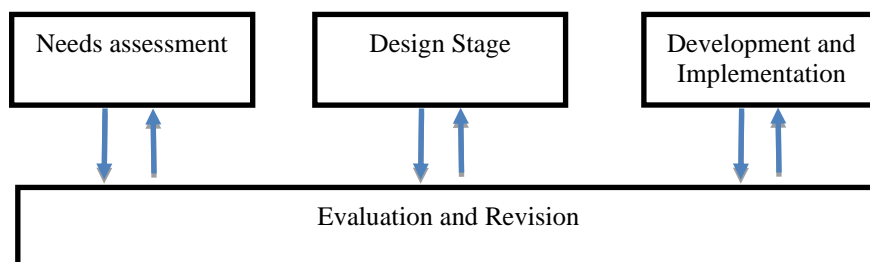 Needs assessment
Design Stage
Development and
Implementation
Evaluation and Revision